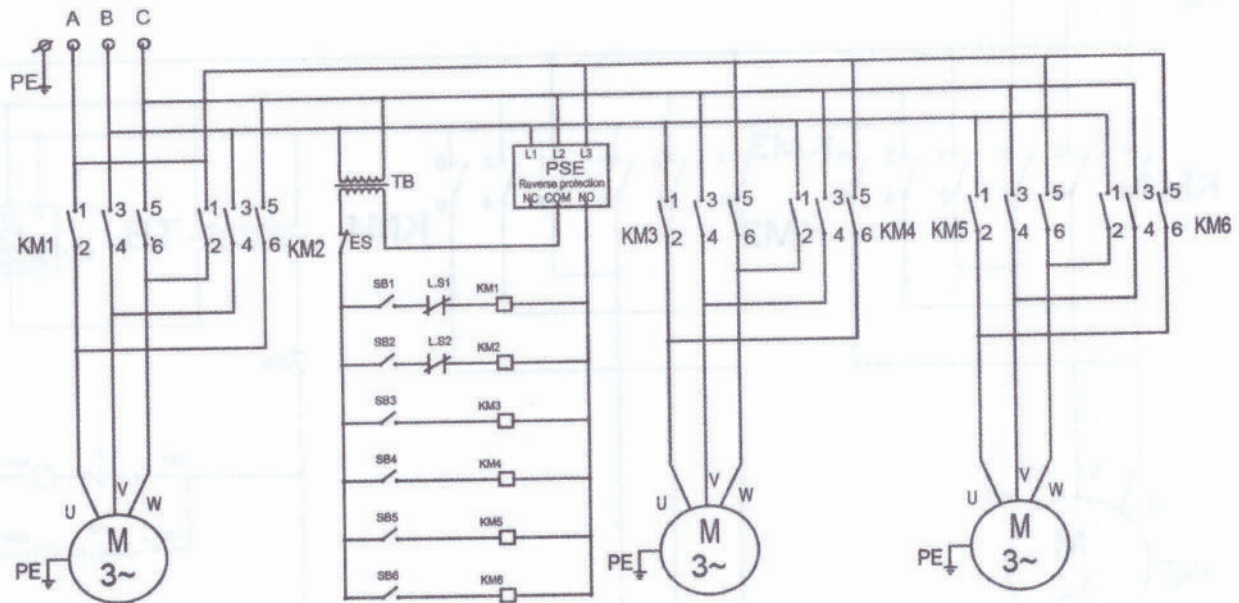 A B C
PE
L1 L2 L3
PSE
Reverse protection
NC COM NO
TB
1 3 5
KM1 2 4 6
1 3 5
2 4 6 KM2
ES
1 3 5
KM3 2 4 6
1 3 5
2 4 6 KM4
1 3 5
KM5 2 4 6
1 3 5
2 4 6 KM6
SB1 L.S1 KM1
SB2 L.S2 KM2
SB3 KM3
SB4 KM4
SB5 KM5
SB6 KM6
U V W
M
3~
PE
U V W
M
3~
PE
U V W
M
3~
PE